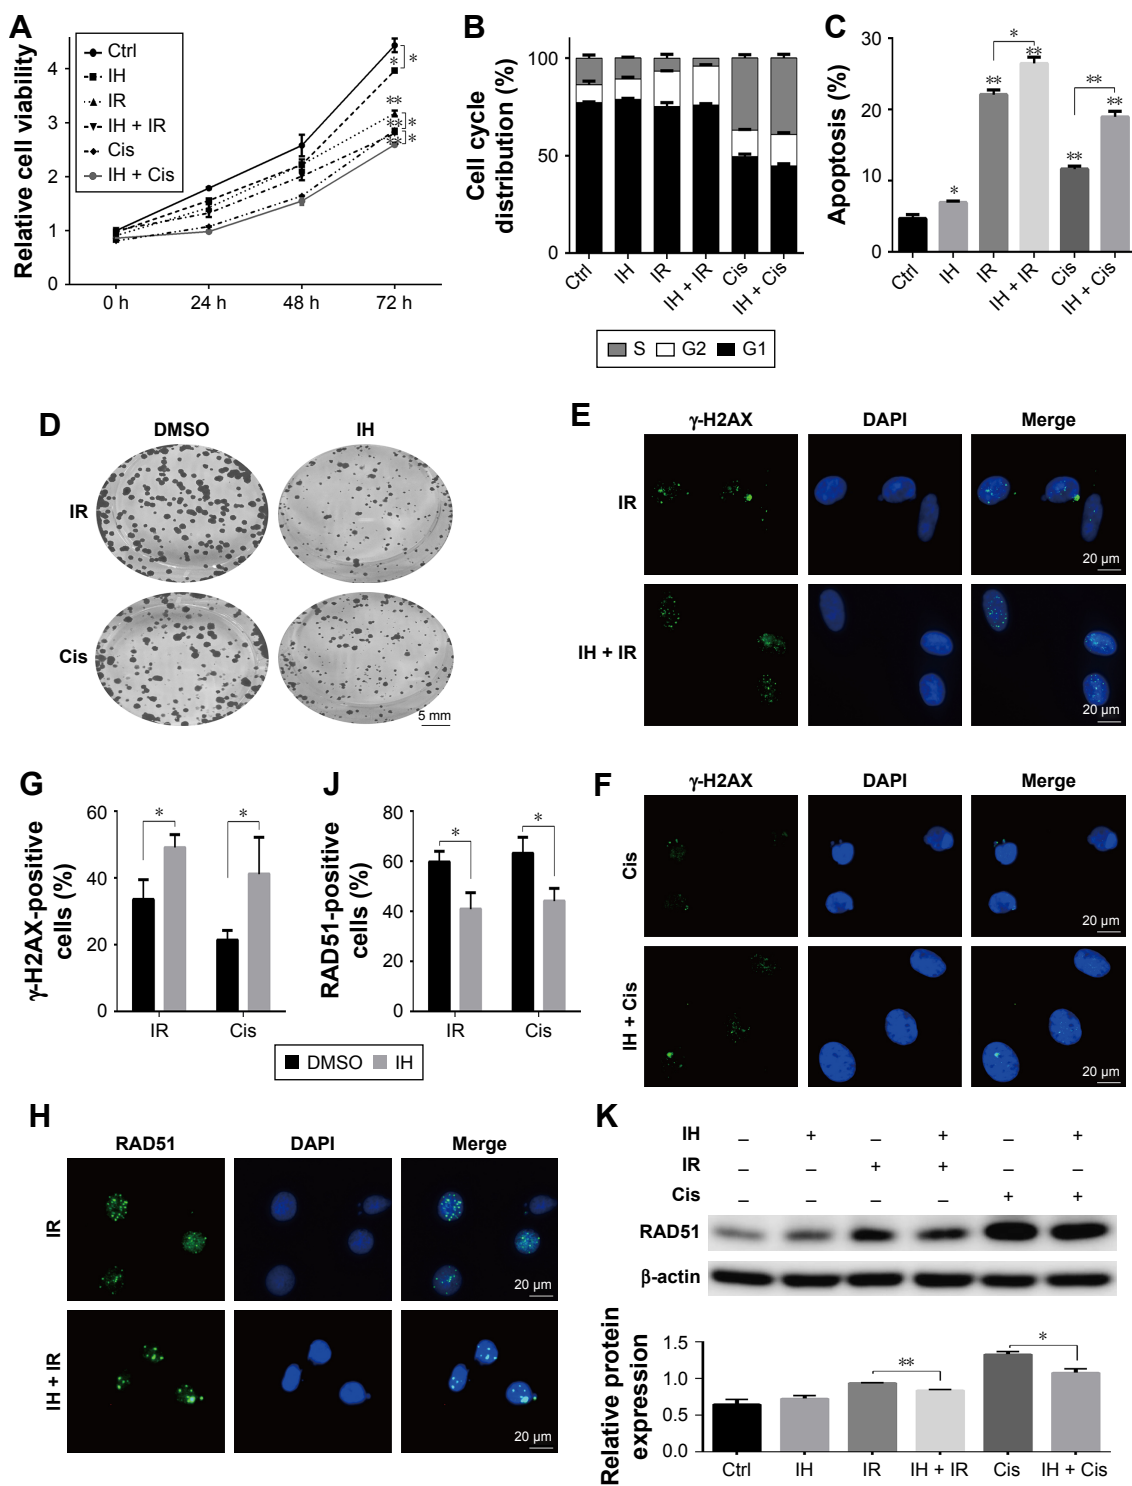 A
Relative cell viability
4
3
2
1
0
Ctrl
IH
IR
IH + IR
Cis
IH + Cis
0 h
24 h
48 h
72 h
*
*
**
*
**
*
**
B
Cell cycle
distribution (%)
100
50
0
Ctrl
IH
IR
IH + IR
Cis
IH + Cis
S
G2
G1
C
Apoptosis (%)
30
20
10
0
*
**
*
**
**
**
**
Ctrl
IH
IR
IH + IR
Cis
IH + Cis
D
DMSO
IH
IR
Cis
5 mm
E
γ-H2AX
DAPI
Merge
IR
20 µm
IH + IR
20 µm
G
γ-H2AX-positive
cells (%)
60
40
20
0
*
*
IR
Cis
J
RAD51-positive
cells (%)
80
60
40
20
0
*
*
IR
Cis
DMSO
IH
F
γ-H2AX
DAPI
Merge
Cis
20 µm
IH + Cis
20 µm
H
RAD51
DAPI
Merge
IR
20 µm
IH + IR
20 µm
K
IH – + – + – +
IR – – + + – –
Cis – – – – + +
RAD51
β-actin
Relative protein
expression
1.5
1.0
0.5
0.0
**
*
Ctrl
IH
IR
IH + IR
Cis
IH + Cis